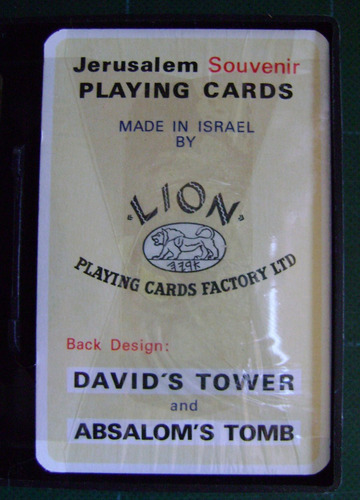 Jerusalem Souvenir
PLAYING CARDS
MADE IN ISRAEL
BY
·LION·
PLAYING CARDS FACTORY LTD
Back Design:
DAVID'S TOWER
and
ABSALOM'S TOMB